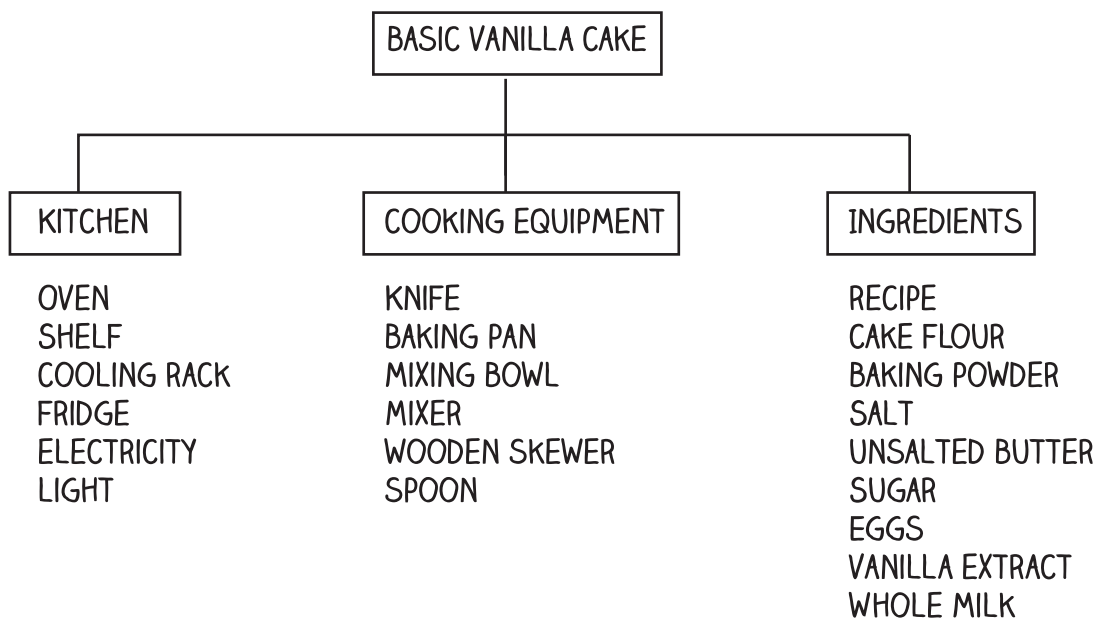 BASIC VANILLA CAKE
KITCHEN
OVEN
SHELF
COOLING RACK
FRIDGE
ELECTRICITY
LIGHT
COOKING EQUIPMENT
KNIFE
BAKING PAN
MIXING BOWL
MIXER
WOODEN SKEWER
SPOON
INGREDIENTS
RECIPE
CAKE FLOUR
BAKING POWDER
SALT
UNSALTED BUTTER
SUGAR
EGGS
VANILLA EXTRACT
WHOLE MILK